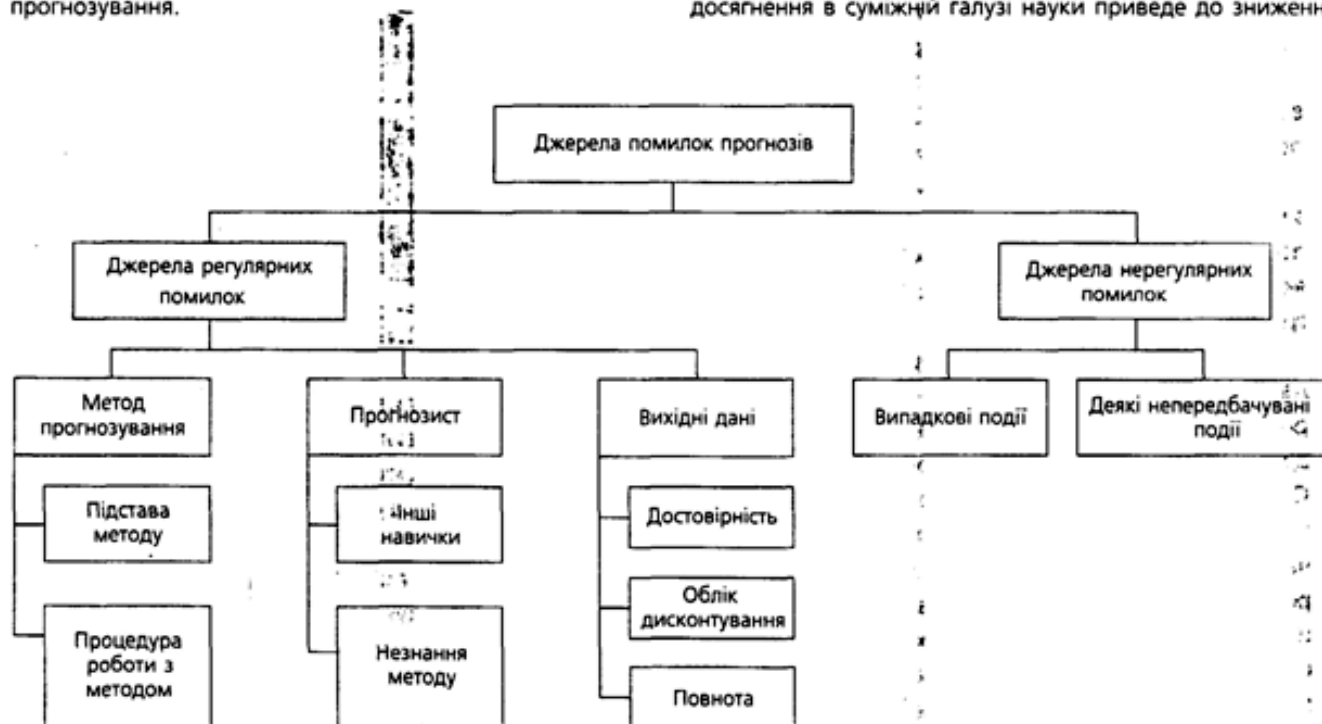 прогнозування.
досягнення в суміжній галузі науки приведе до зниженн
Джерела помилок прогнозів
Джерела регулярних
помилок
Джерела нерегулярних
помилок
Метод
прогнозування
Прогнозист
Вихідні дані
Випадкові події
Деякі непередбачувані
події
Підстава
методу
Інші
навички
Достовірність
Облік
дисконтування
Процедура
роботи з
методом
Незнання
методу
Повнота